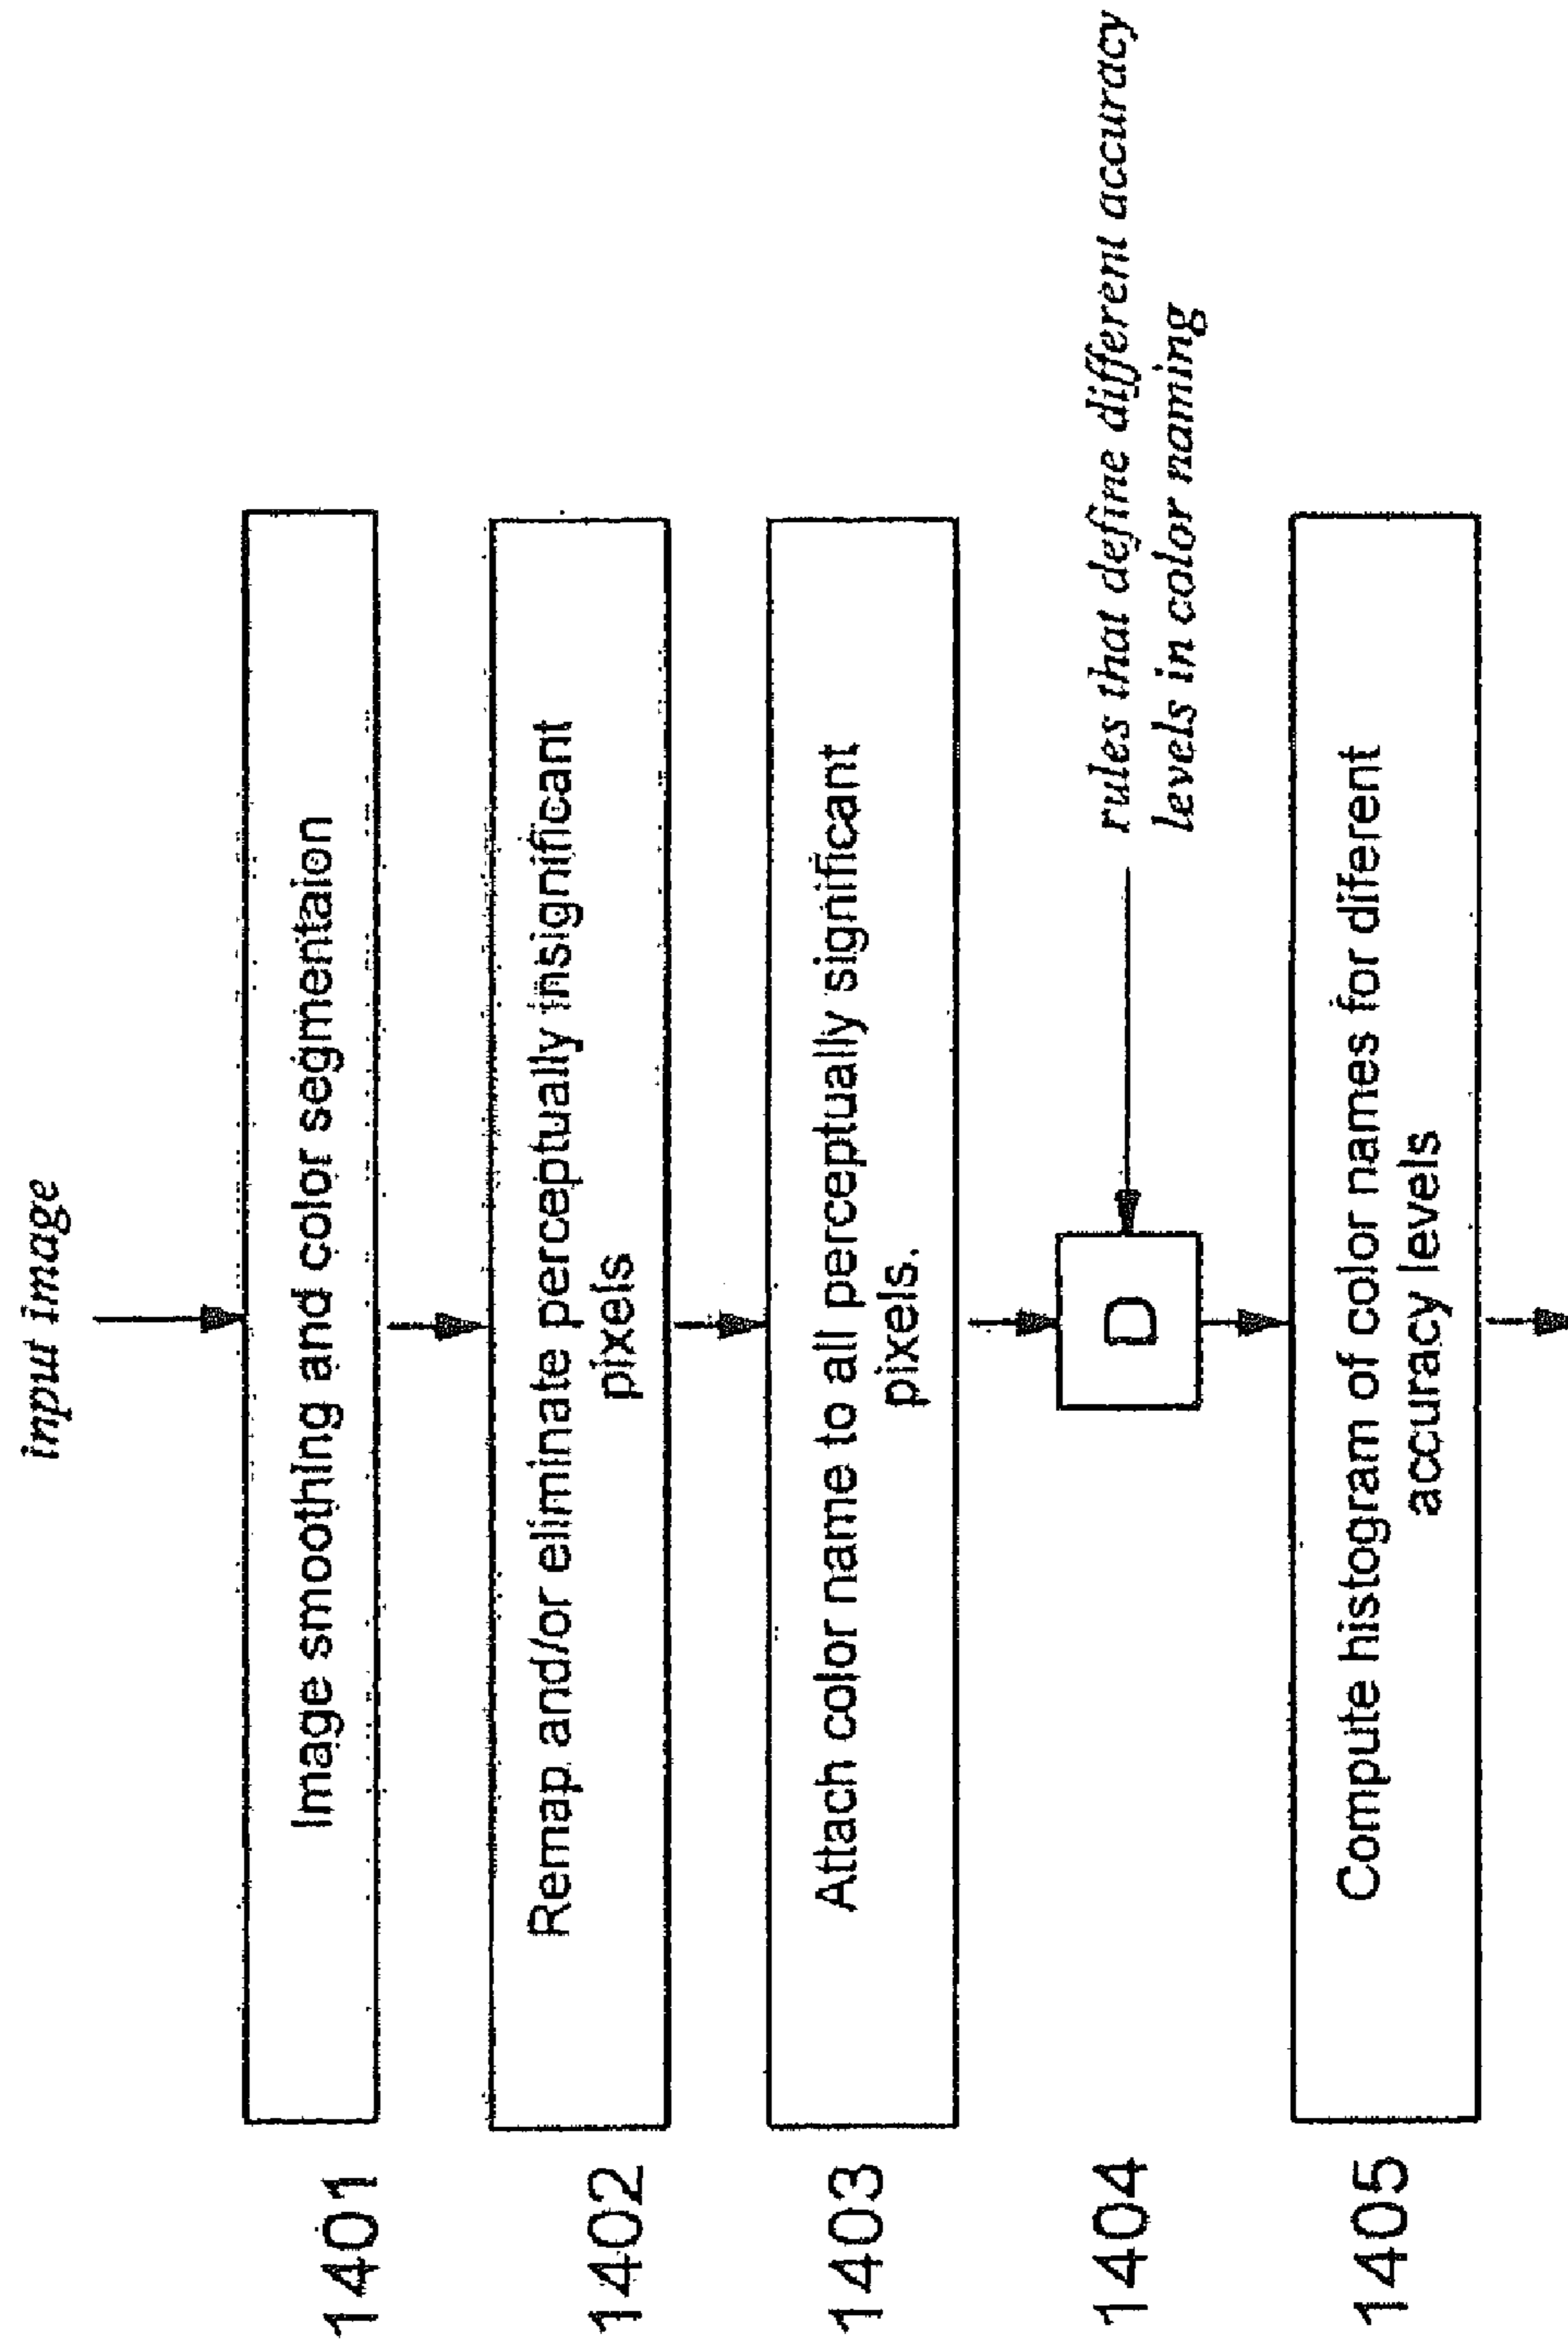 input image
1401
Image smoothing and color segmentaion
1402
Remap and/or eliminate perceptually insignificant
pixels
1403
Attach color name to all perceptually significant
pixels.
1404
D
rules that define different accuracy
levels in color naming
1405
Compute histogram of color names for diferent
accuracy levels